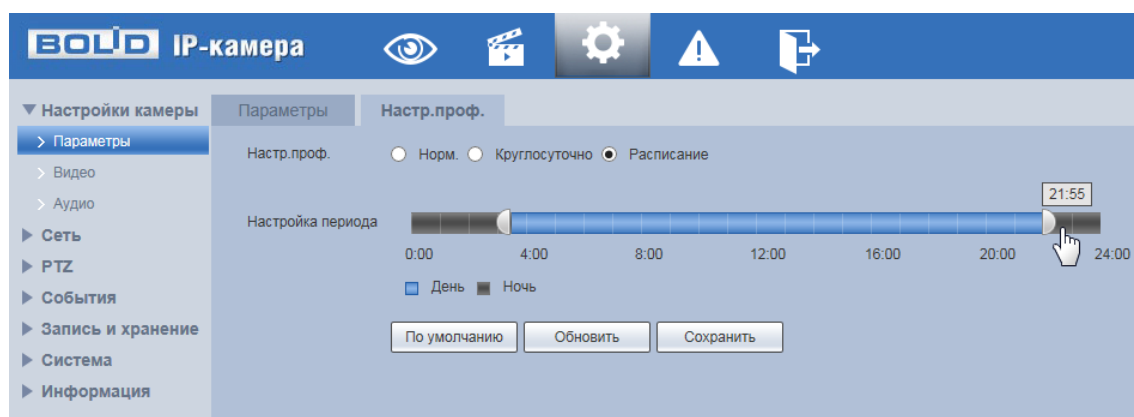 BOLID IP-камера
Настройки камеры
Параметры
Видео
Аудио
Сеть
PTZ
События
Запись и хранение
Система
Информация
Параметры Настр.проф.
Настр.проф. Норм. Круглосуточно Расписание
21:55
Настройка периода
0:00 4:00 8:00 12:00 16:00 20:00 24:00
День Ночь
По умолчанию Обновить Сохранить